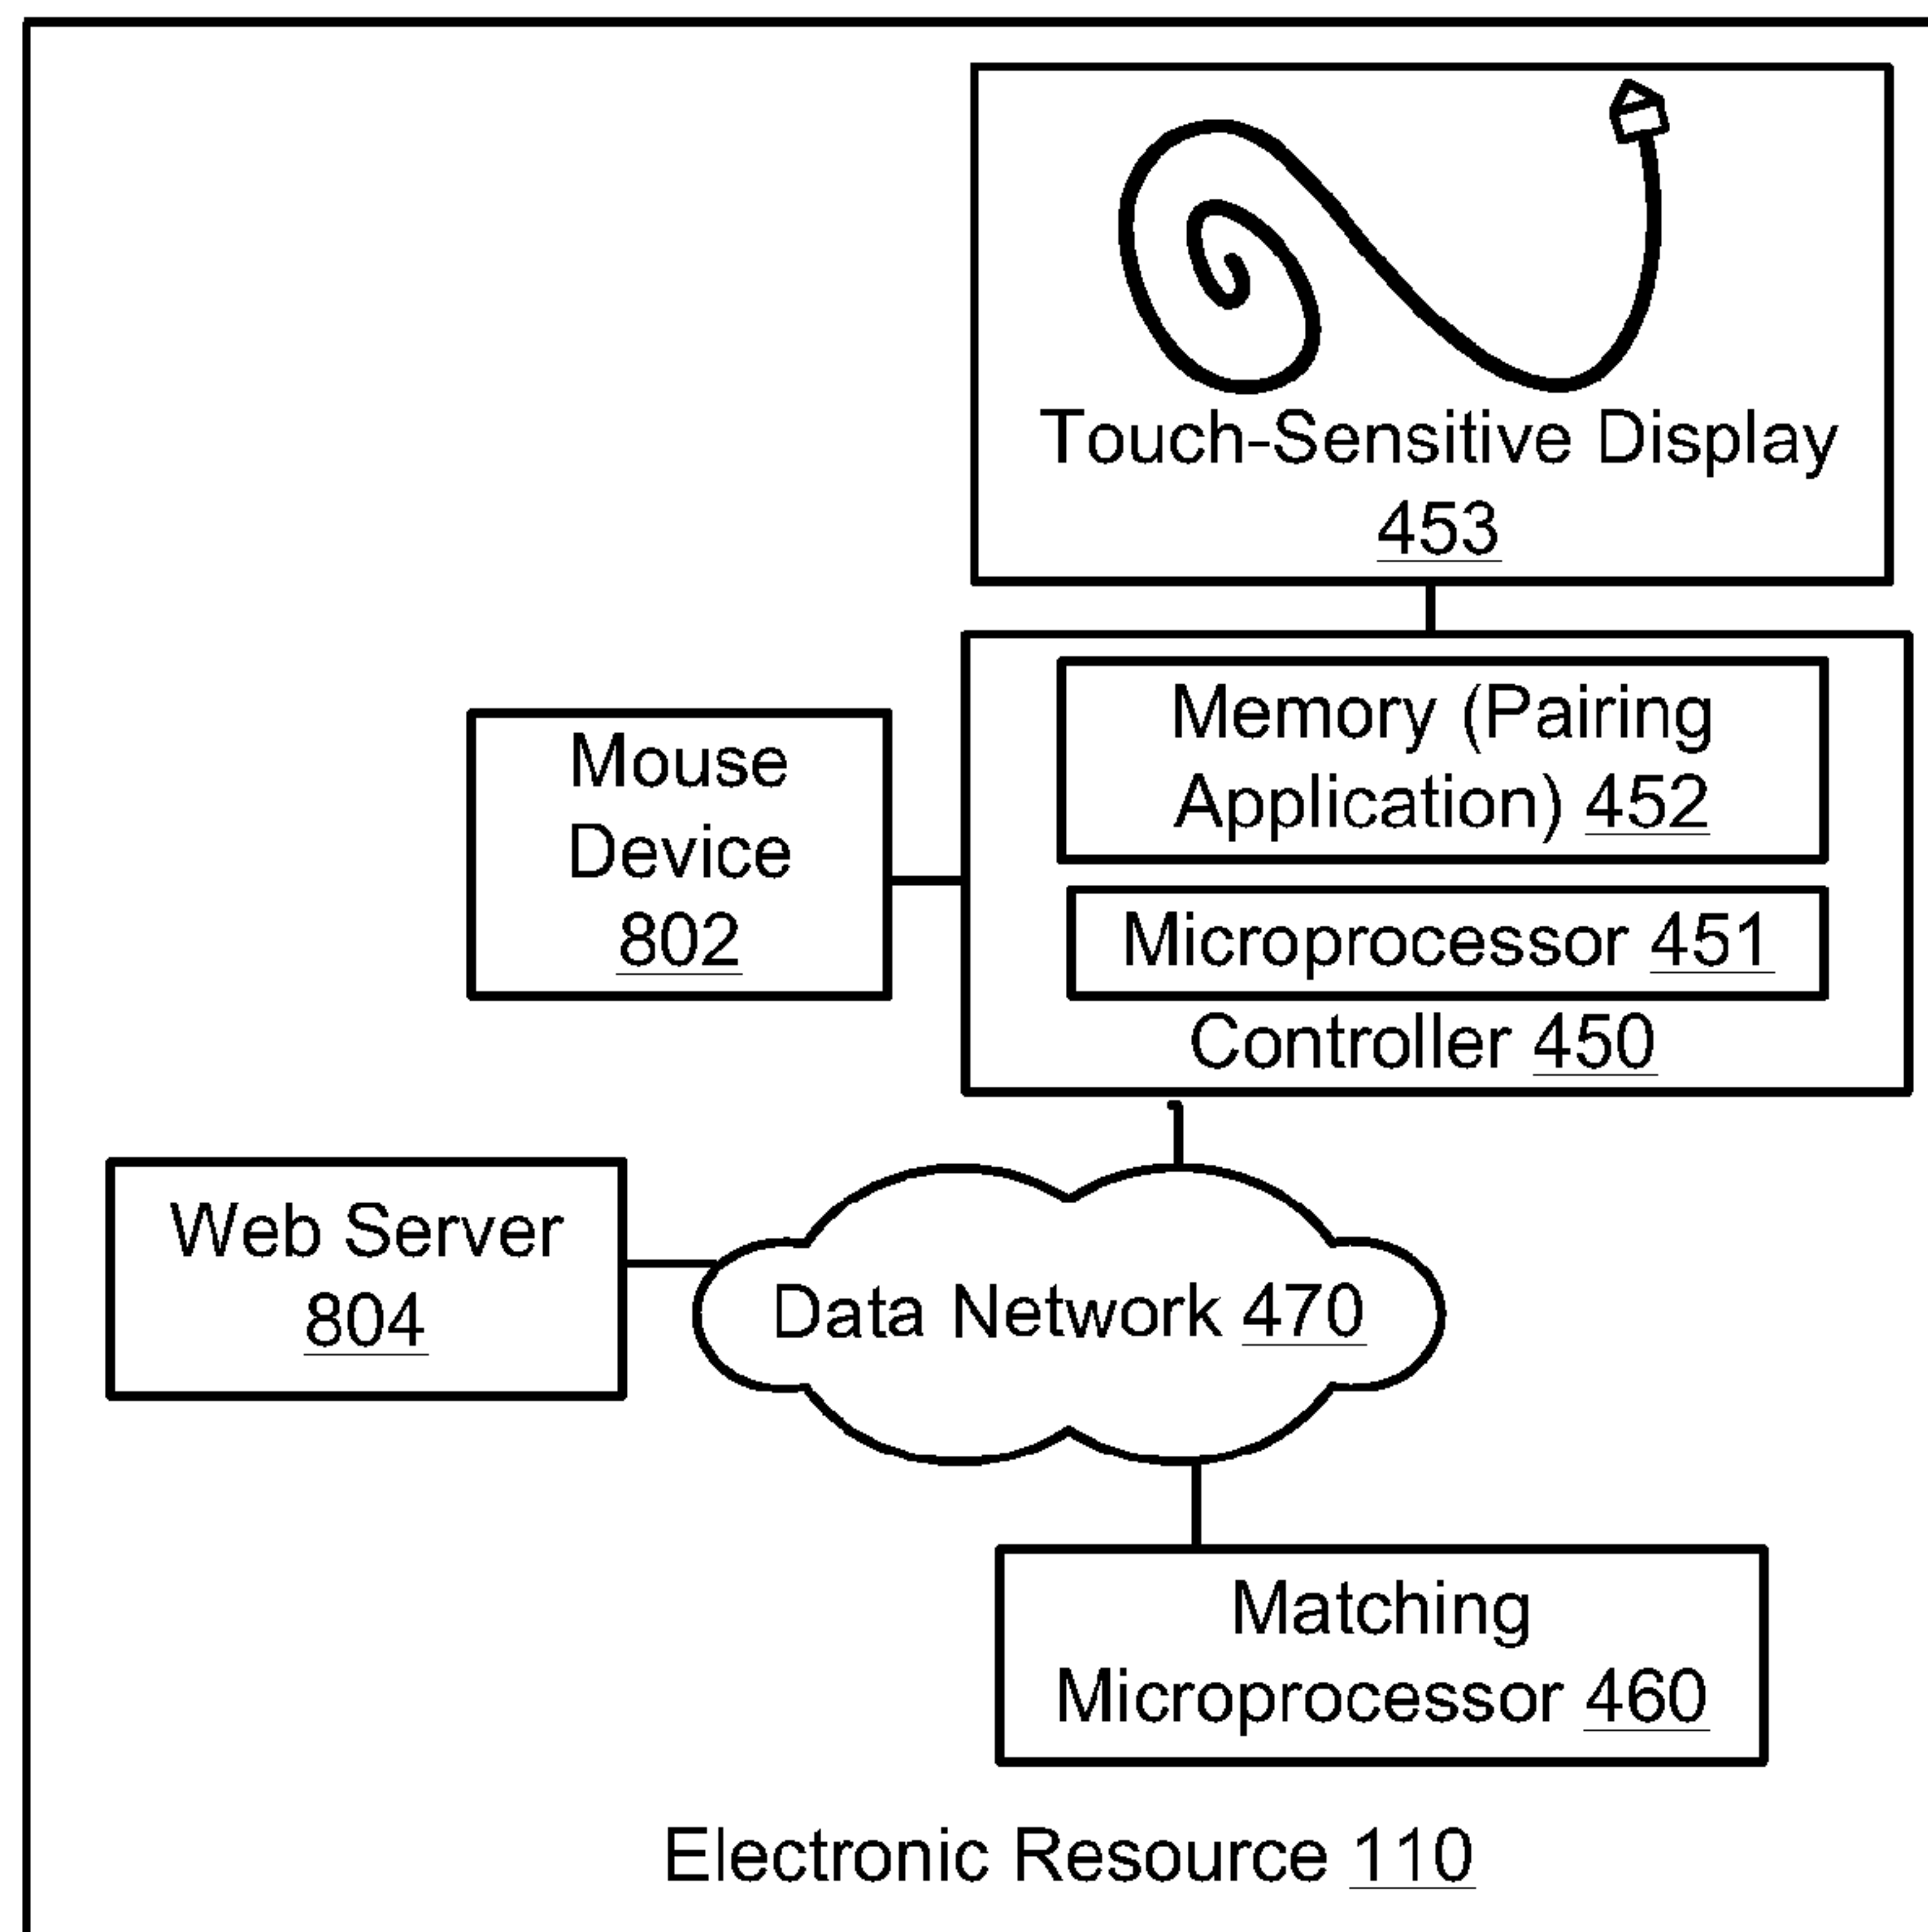 Touch-Sensitive Display
453
Memory (Pairing
Application) 452
Mouse
Device
802
Microprocessor 451
Controller 450
Web Server
804
Data Network 470
Matching
Microprocessor 460
Electronic Resource 110